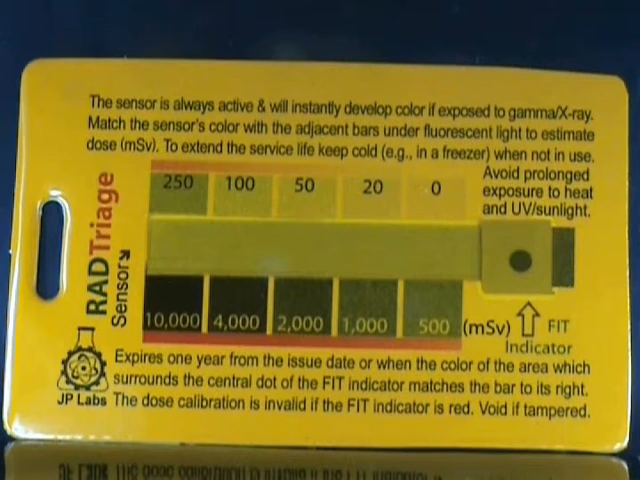 The sensor is always active & will instantly develop color if exposed to gamma/X-ray.
Match the sensor's color with the adjacent bars under fluorescent light to estimate
dose (mSv). To extend the service life keep cold (e.g., in a freezer) when not in use.
Avoid prolonged
exposure to heat
and UV/sunlight.
RADTriage
Sensor
250 100 50 20 0
10,000 4,000 2,000 1,000 500 (mSv)
FIT
Indicator
JP Labs
Expires one year from the issue date or when the color of the area which
surrounds the central dot of the FIT indicator matches the bar to its right.
The dose calibration is invalid if the FIT indicator is red. Void if tampered.